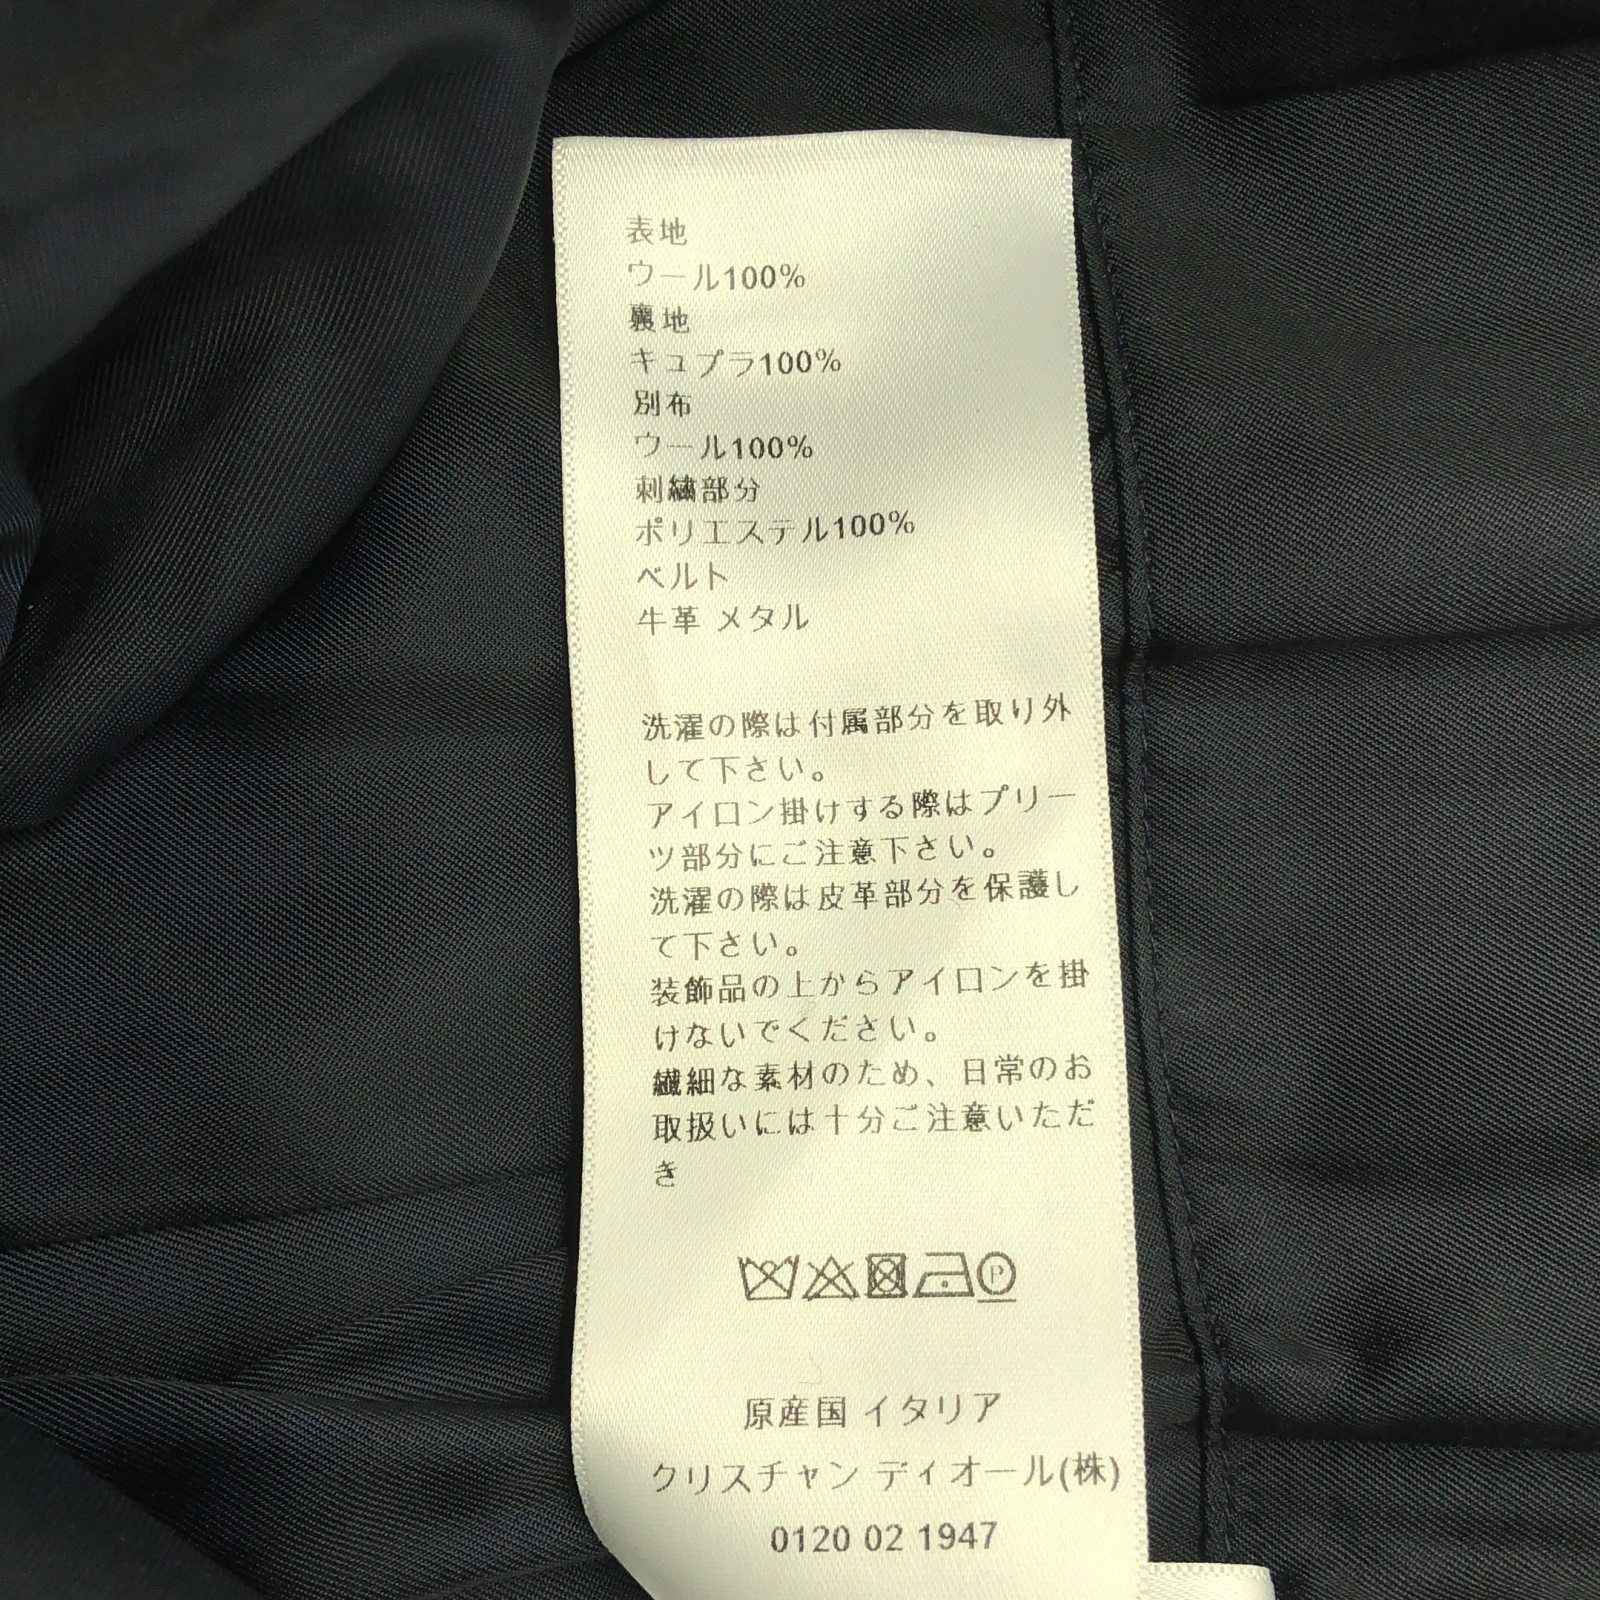 表地
ウール100%
裏地
キュプラ100%
別布
ウール100%
刺繍部分
ポリエステル100%
ベルト
牛革 メタル
洗濯の際は付属部分を取り外
して下さい。
アイロン掛けする際はプリー
ツ部分にご注意下さい。
洗濯の際は皮革部分を保護し
て下さい。
装飾品の上からアイロンを掛
けないでください。
繊細な素材のため、日常のお
取扱いには十分ご注意いただ
き
P
原産国 イタリア
クリスチャン ディオール(株)
0120 02 1947